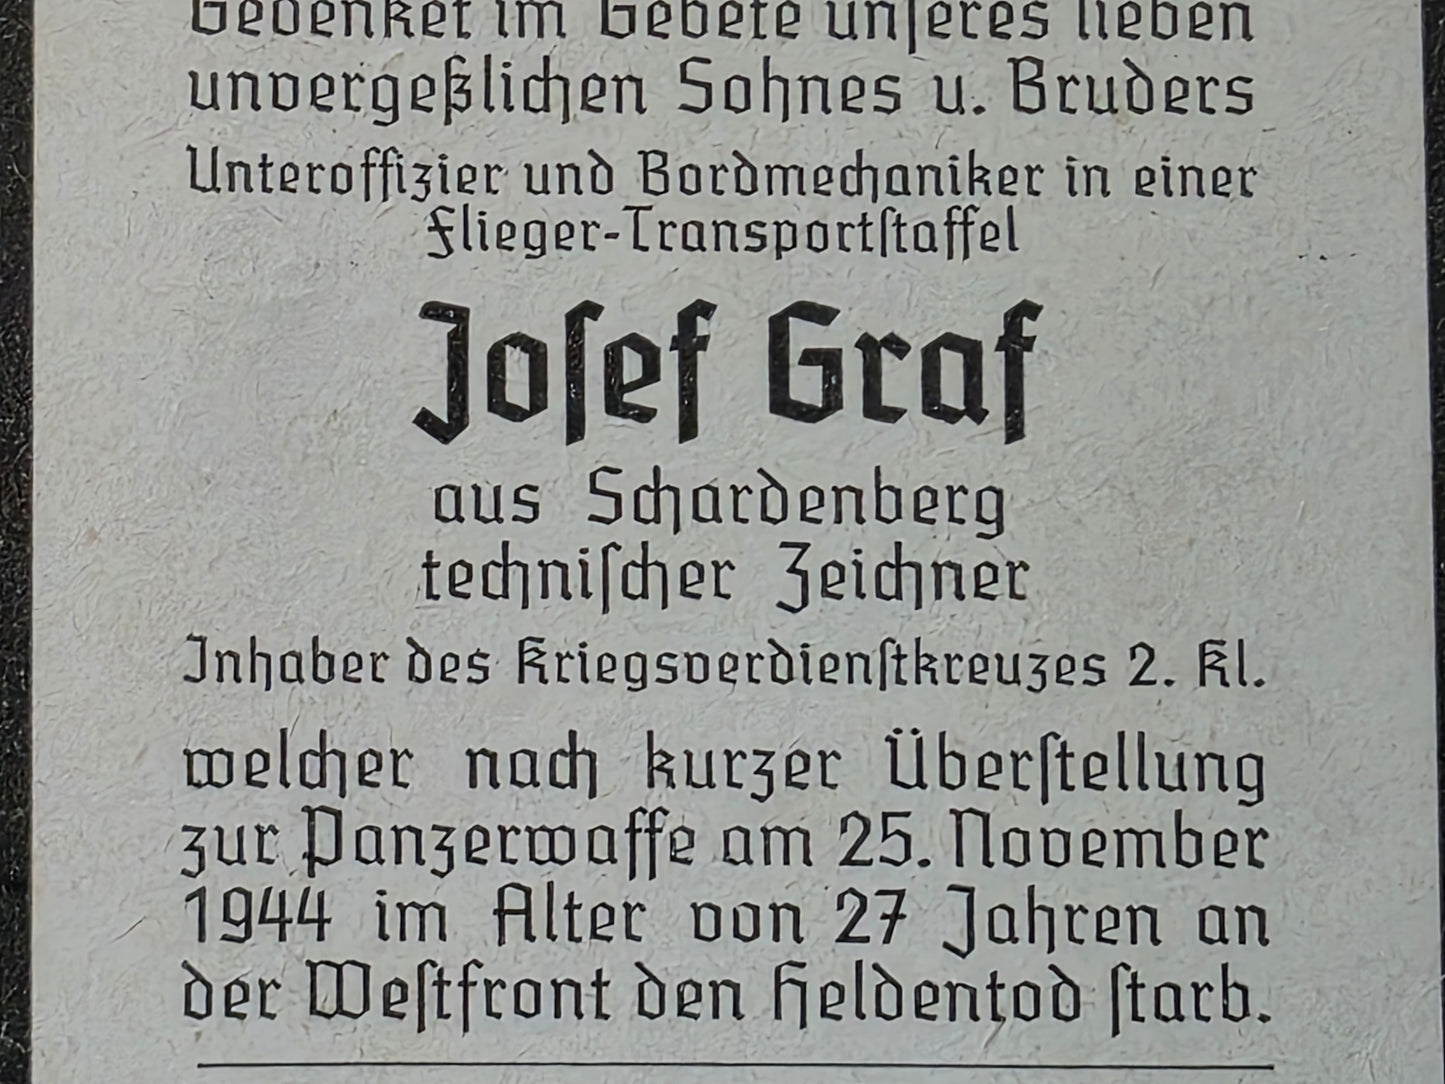 Gedenket im Gebete unſeres lieben
unvergeßlichen Sohnes u. Bruders
Unteroffizier und Bordmechaniker in einer
Flieger-Transportſtaffel
Joſef Graf
aus Schardenberg
techniſcher Zeichner
Inhaber des Kriegsverdienſtkreuzes 2. Kl.
welcher nach kurzer Überſtellung
zur Panzerwaffe am 25. November
1944 im Alter von 27 Jahren an
der Weſtfront den Heldentod ſtarb.